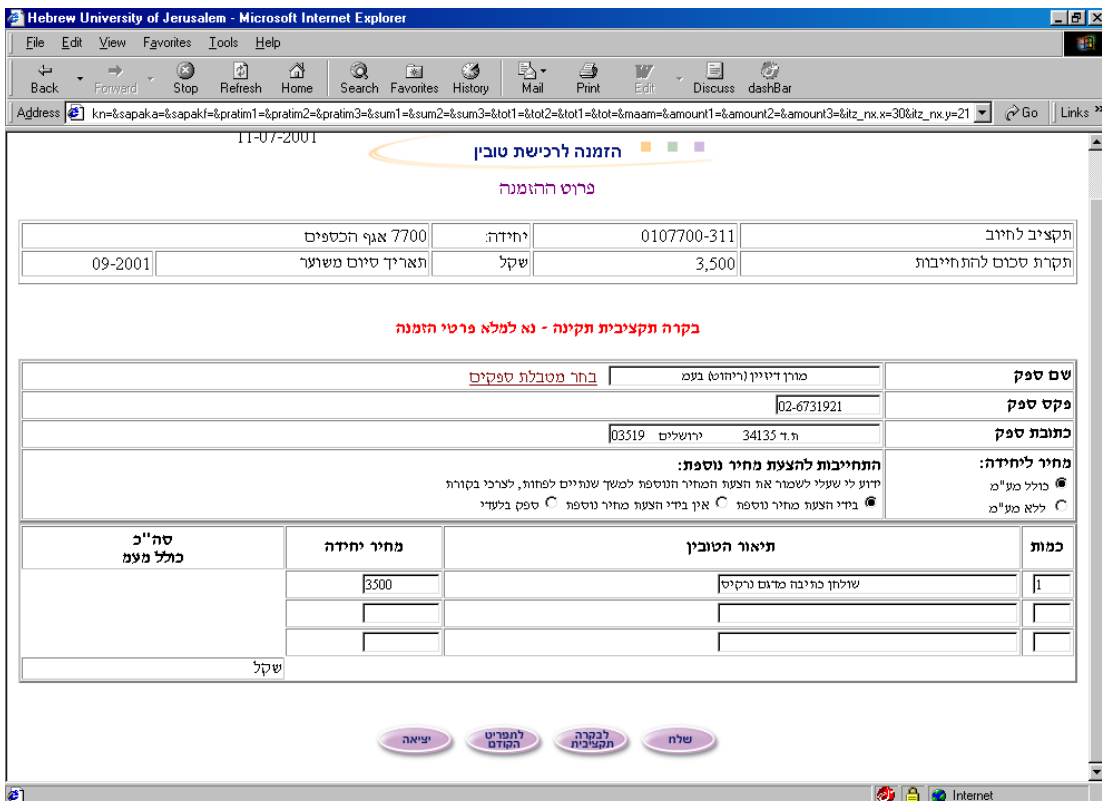 Hebrew University of Jerusalem - Microsoft Internet Explorer
File Edit View Favorites Tools Help
Back Forward Stop Refresh Home Search Favorites History Mail Print Edit Discuss dashBar
Address kn=&sapaka=&sapakf=&pratim1=&pratim2=&pratim3=&sum1=&sum2=&sum3=&tot1=&tot2=&tot1=&tot=&maam=&amount1=&amount2=&amount3=&itz_nx.x=30&itz_nx.y=21 Go Links »
11-07-2001
הזמנה לרכישת טובין
פרוט ההזמנה
תקציב לחיוב 0107700-311 יחידה: 7700 אגף הכספים
תקרת סכום להתחייבות 3,500 שקל תאריך סיום משוער 09-2001
בקרה תקציבית תקינה - נא למלא פרטי הזמנה
שם ספק מורן דיזיין (ריהוט) בעמ בחר מטבלת ספקים
פקס ספק 02-6731921
כתובת ספק ת.ד 34135 ירושלים 03519
מחיר ליחידה:
כולל מע"מ
ללא מע"מ
התחייבות להצעת מחיר נוספת:
ידוע לי שעלי לשמור את הצעת המחיר הנוספת למשך שנתיים לפחות, לצרכי בקורת
בידי הצעת מחיר נוספת אין בידי הצעת מחיר נוספת ספק בלעדי
כמות תיאור הטובין מחיר יחידה סה''כ
כולל מעמ
1 שולחן כתיבה מדגם נרקיס 3500
שקל
שלח לבקרה תקציבית לתפריט הקודם יציאה
Internet